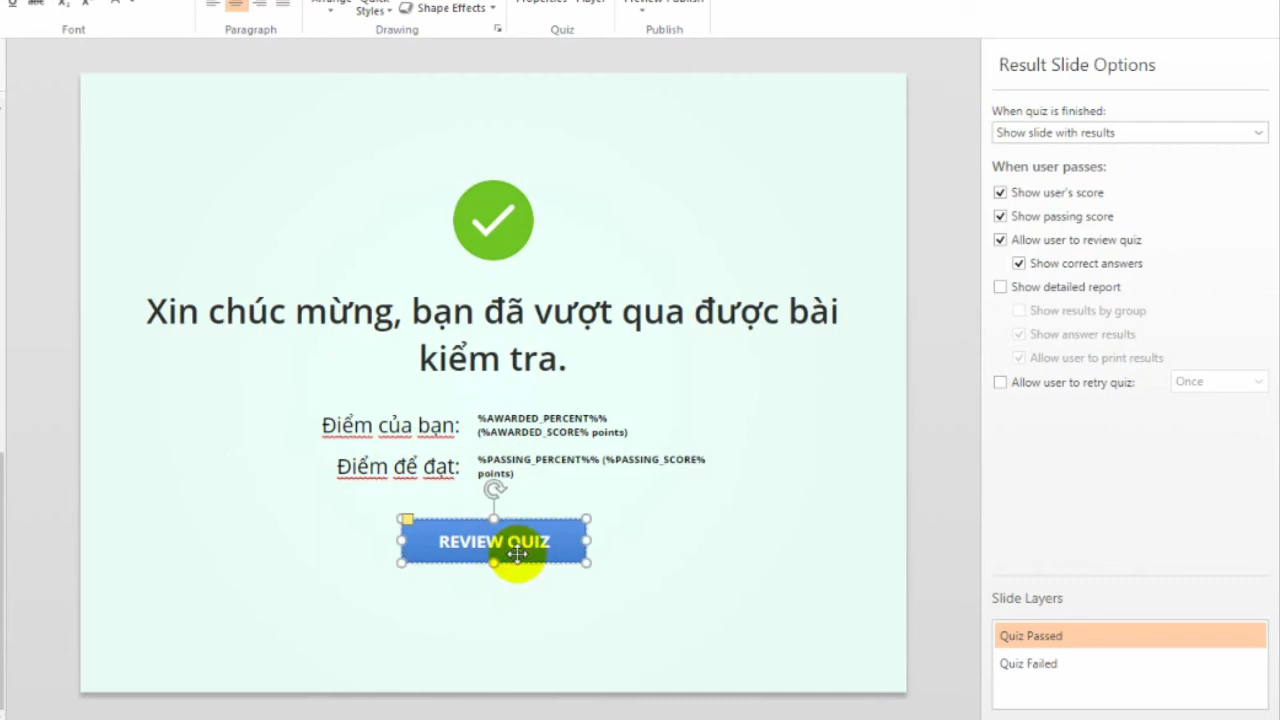 Styles
Shape Effects
Font
Paragraph
Drawing
Quiz
Publish
Result Slide Options
When quiz is finished:
Show slide with results
When user passes:
Show user's score
Show passing score
Allow user to review quiz
Show correct answers
Show detailed report
Show results by group
Show answer results
Allow user to print results
Allow user to retry quiz:
Once
Xin chúc mừng, bạn đã vượt qua được bài
kiểm tra.
Điểm của bạn:
%AWARDED_PERCENT%%
(%AWARDED_SCORE% points)
Điểm để đạt:
%PASSING_PERCENT%% (%PASSING_SCORE%
points)
REVIEW QUIZ
Slide Layers
Quiz Passed
Quiz Failed